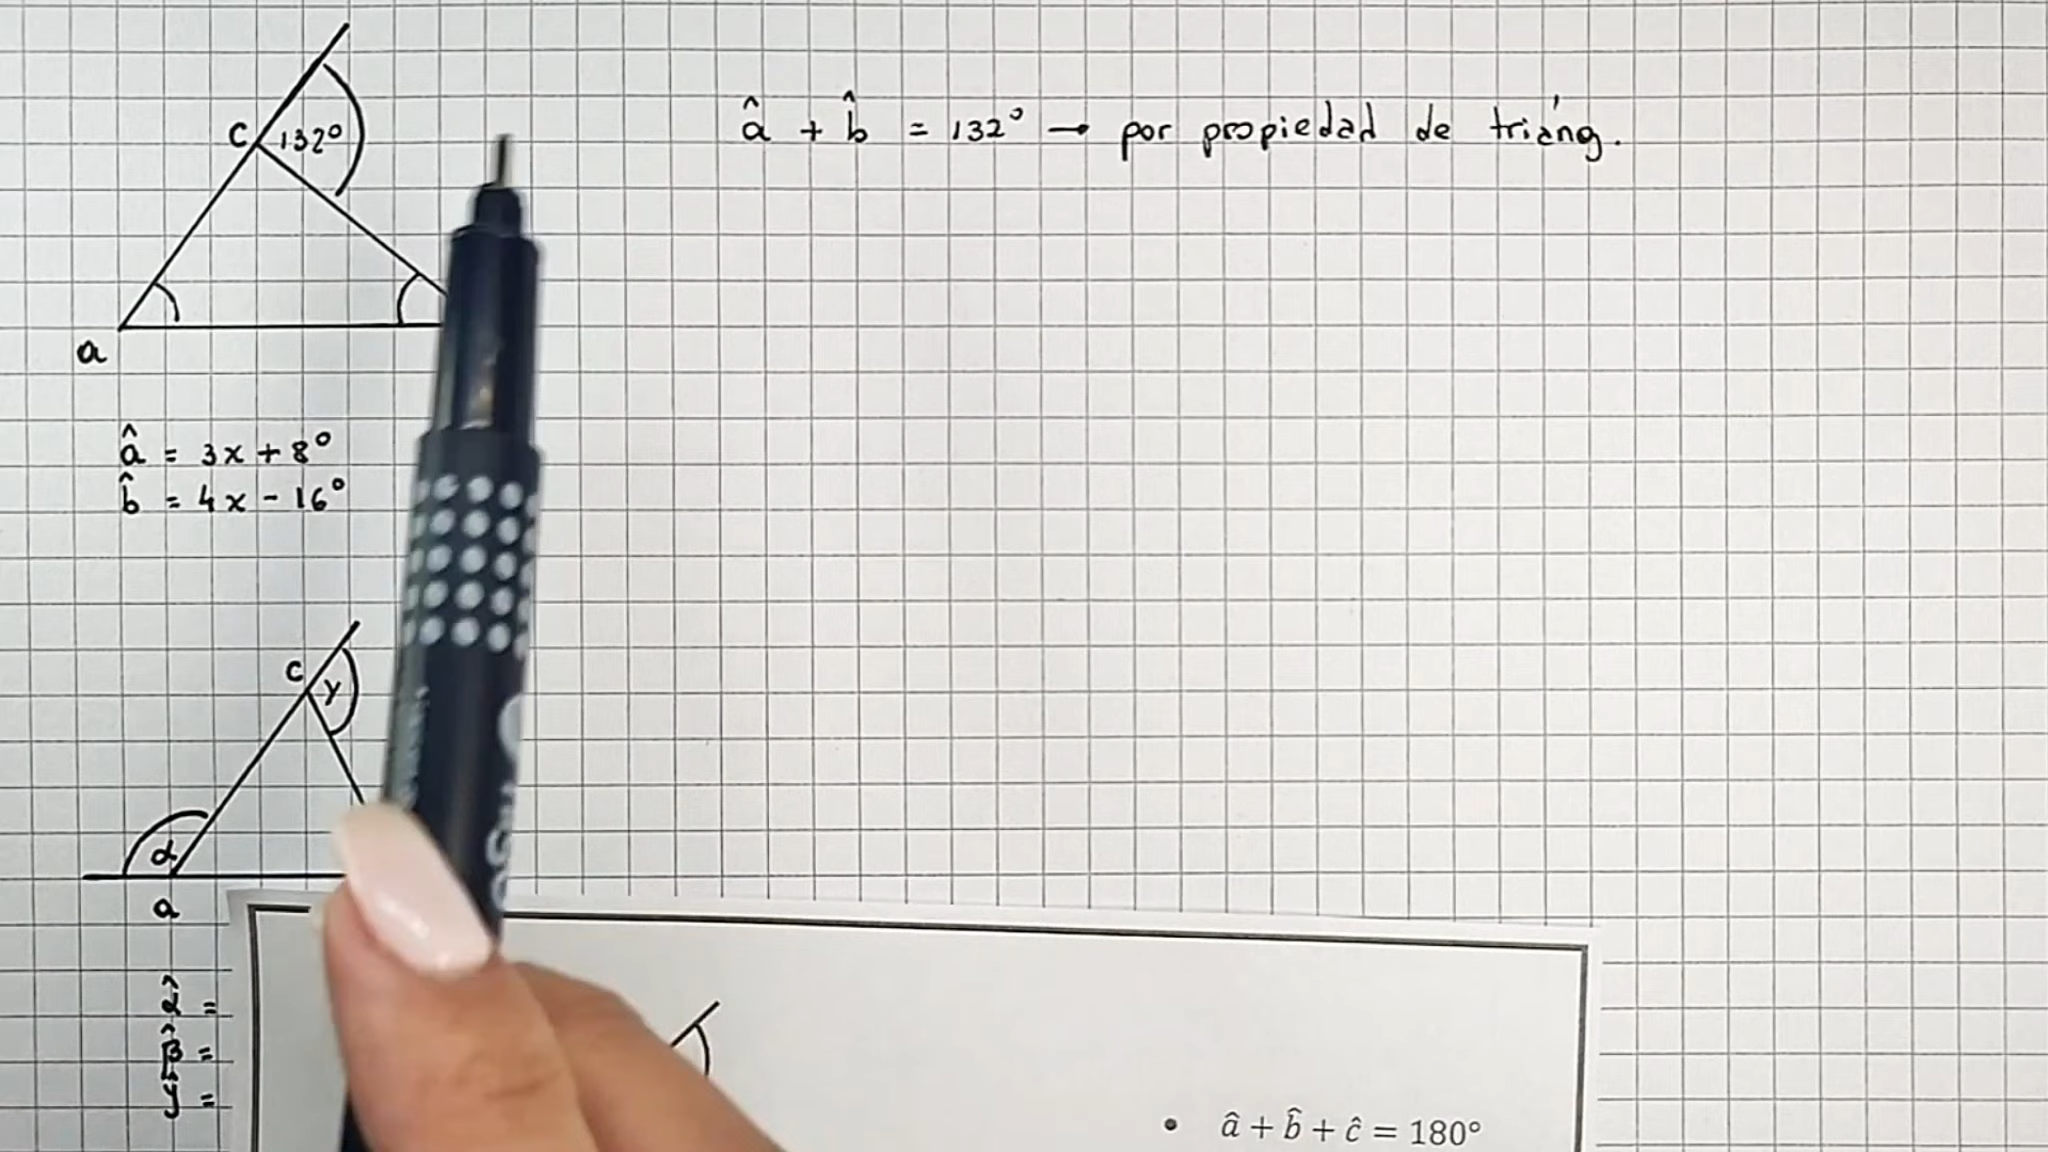 c 132°
â + b̂ = 132° → por propiedad de triáng.
a
â = 3x + 8°
b̂ = 4x - 16°
c γ
α
a
α̂ =
β̂ =
γ̂ =
• â + b̂ + ĉ = 180°